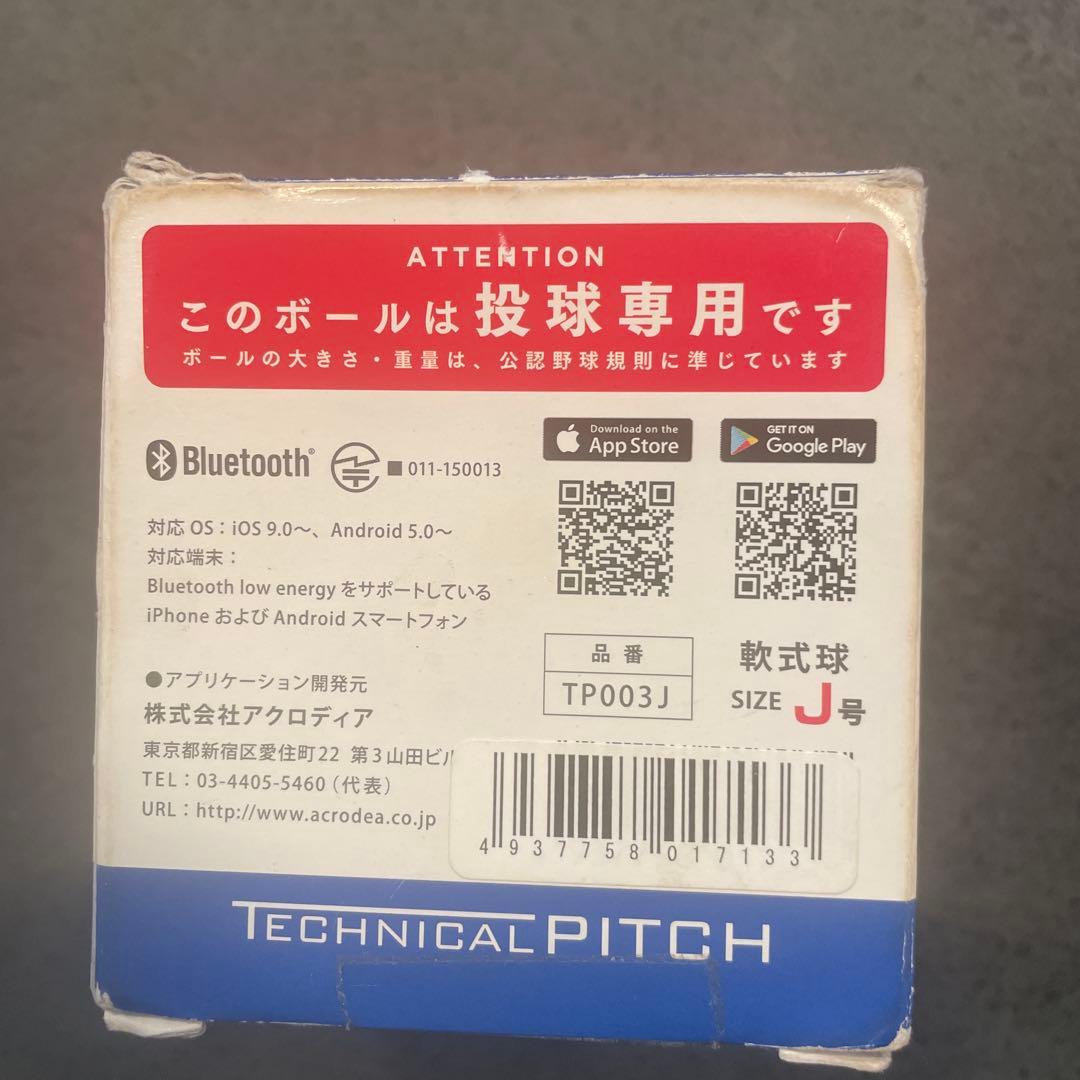 ATTENTION
このボールは投球専用です
ボールの大きさ・重量は、公認野球規則に準じています
Bluetooth® 011-150013
Download on the
App Store
GET IT ON
Google Play
対応 OS:iOS 9.0〜、Android 5.0〜
対応端末:
Bluetooth low energy をサポートしている
iPhone および Android スマートフォン
●アプリケーション開発元
株式会社アクロディア
東京都新宿区愛住町22 第3山田ビル
TEL:03-4405-5460(代表)
URL:http://www.acrodea.co.jp
品番
TP003J
軟式球
SIZE J号
4937758017133
TECHNICALPITCH